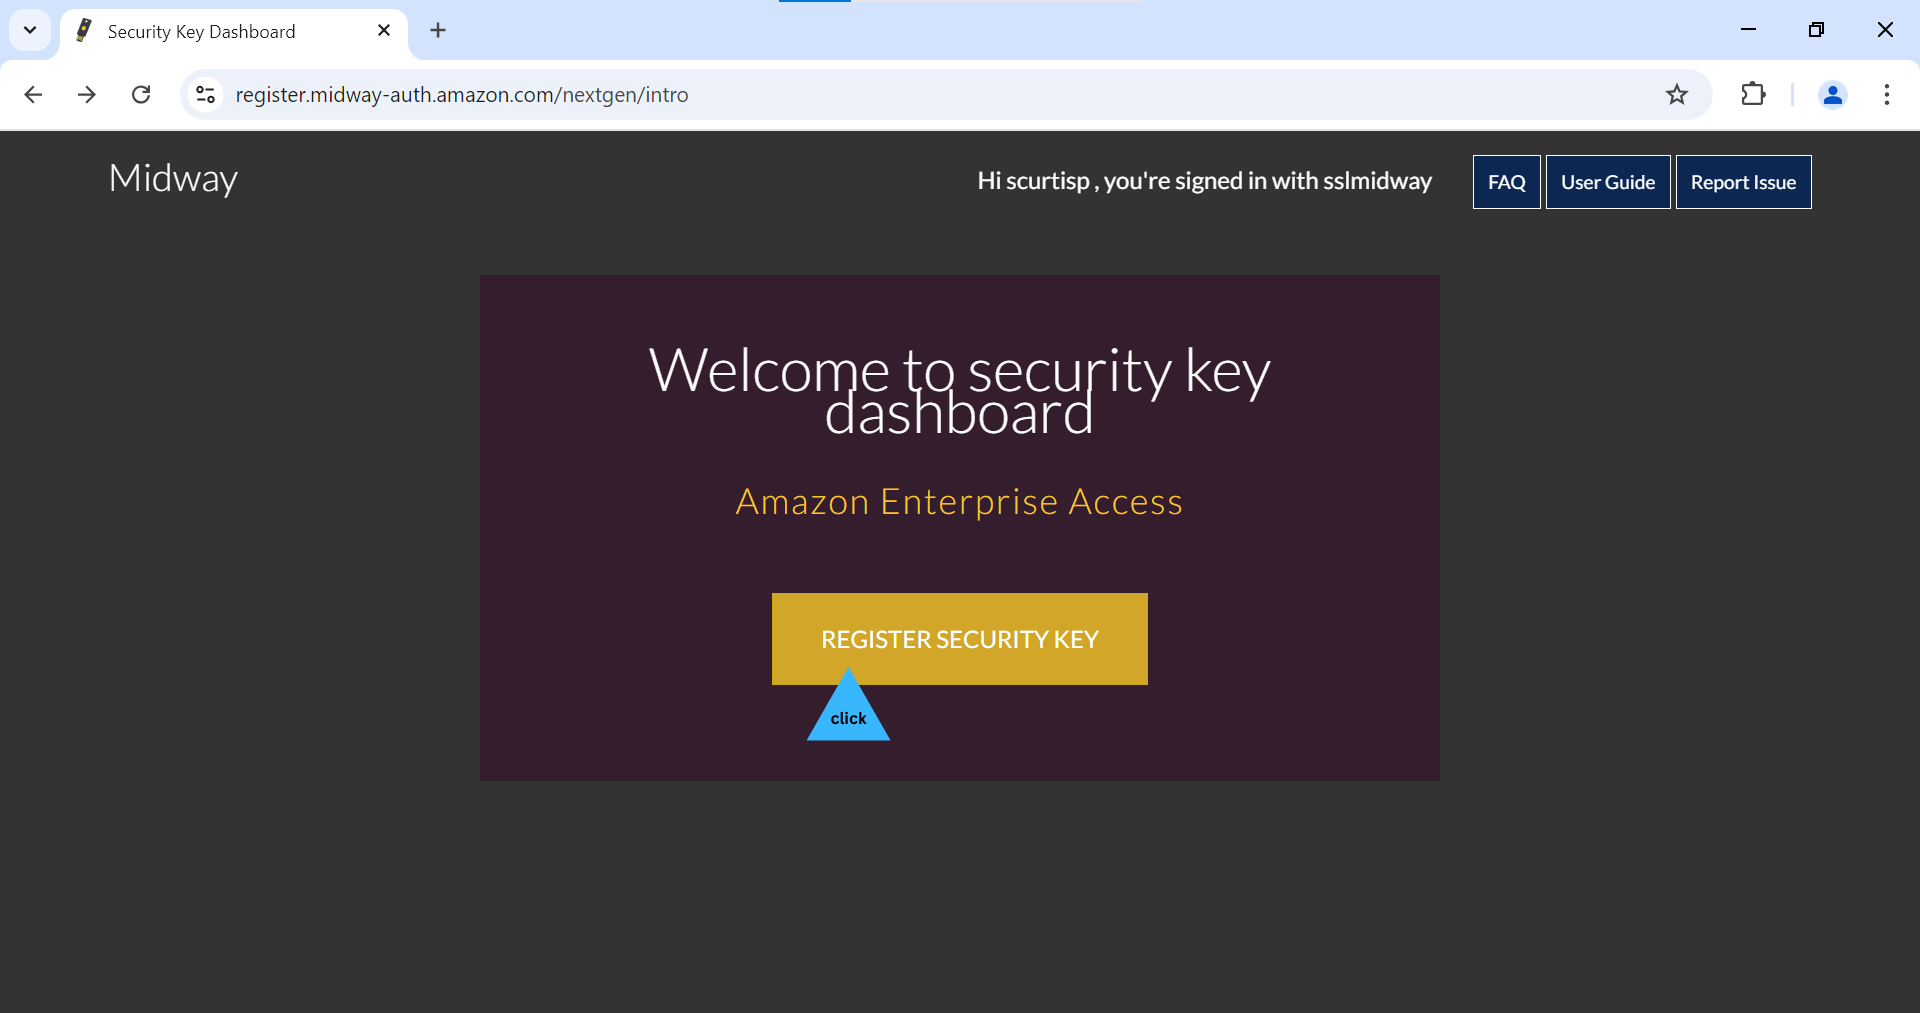 Security Key Dashboard
register.midway-auth.amazon.com/nextgen/intro
Midway
Hi scurtisp , you're signed in with sslmidway
FAQ
User Guide
Report Issue
Welcome to security key
dashboard
Amazon Enterprise Access
REGISTER SECURITY KEY
click